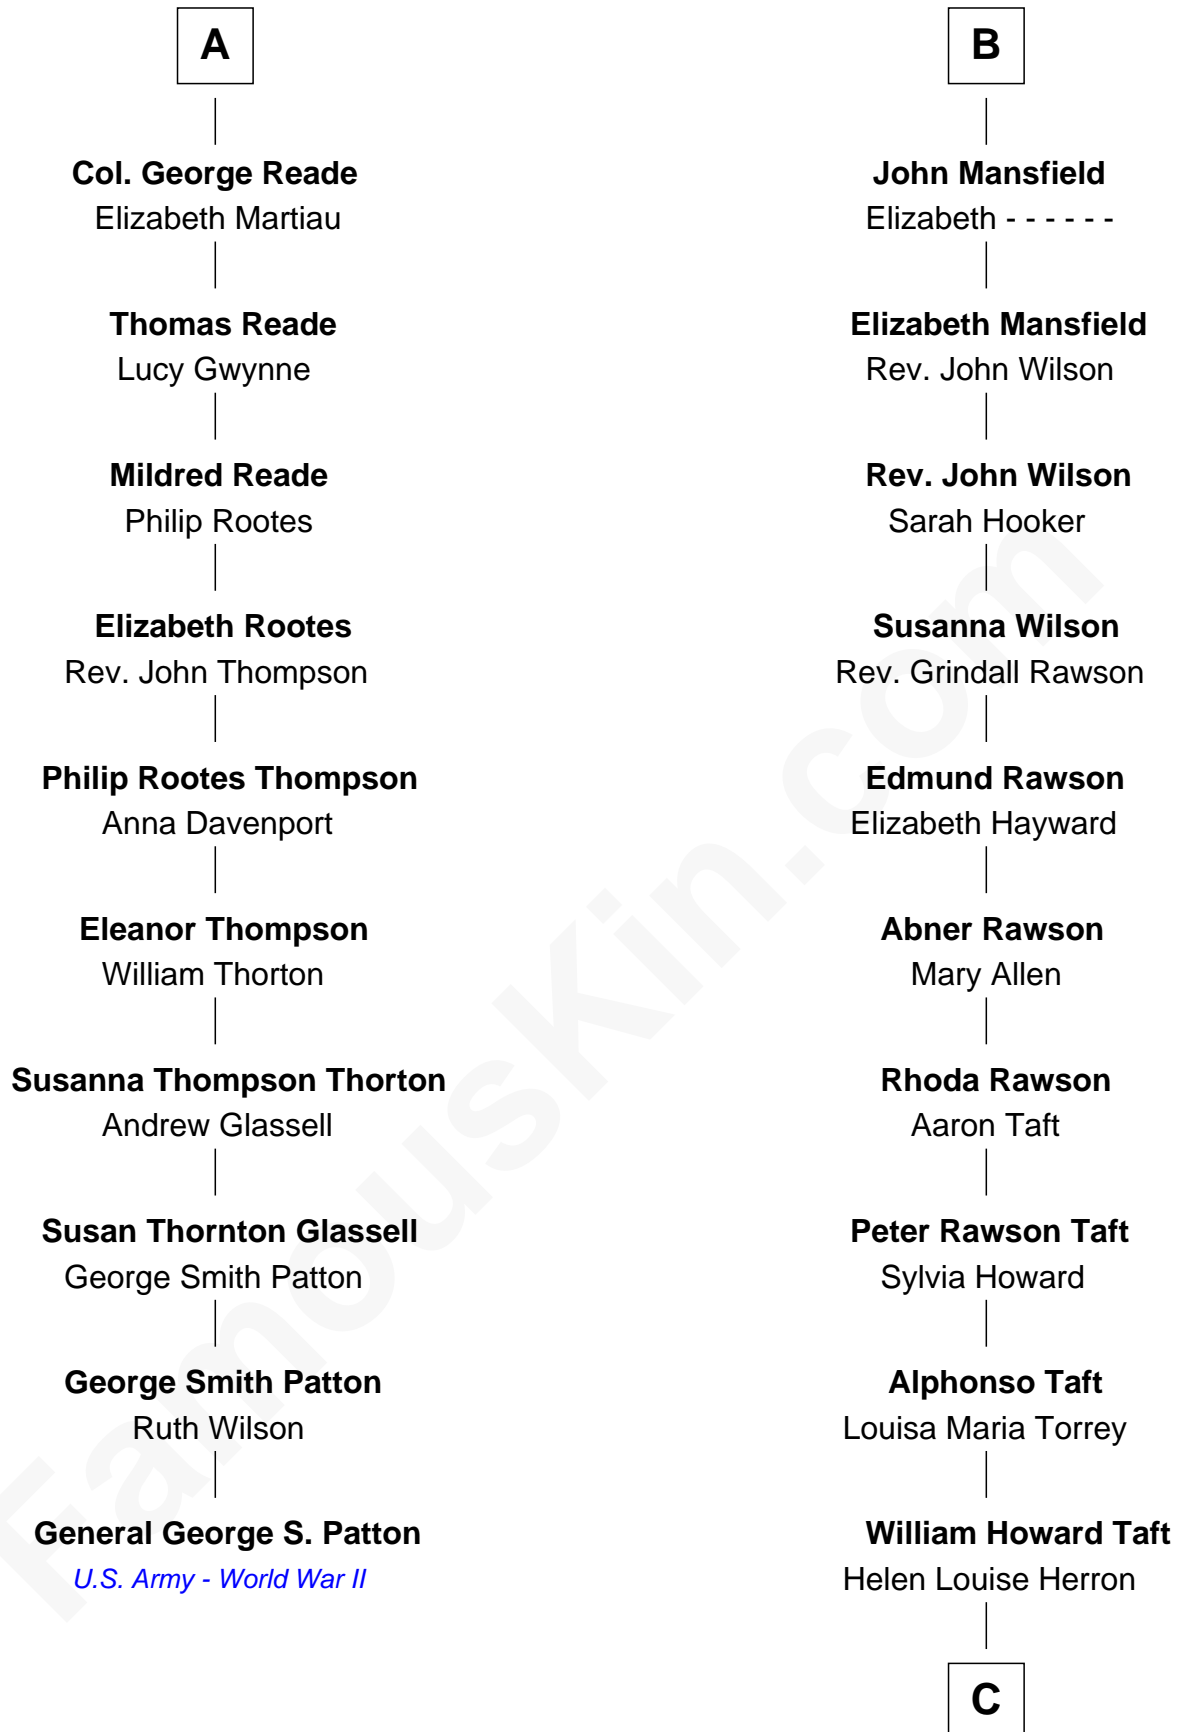 A
Col. George Reade
Elizabeth Martiau
Thomas Reade
Lucy Gwynne
Mildred Reade
Philip Rootes
Elizabeth Rootes
Rev. John Thompson
Philip Rootes Thompson
Anna Davenport
Eleanor Thompson
William Thorton
Susanna Thompson Thorton
Andrew Glassell
Susan Thornton Glassell
George Smith Patton
George Smith Patton
Ruth Wilson
General George S. Patton
U.S. Army - World War II
B
John Mansfield
Elizabeth - - - - - -
Elizabeth Mansfield
Rev. John Wilson
Rev. John Wilson
Sarah Hooker
Susanna Wilson
Rev. Grindall Rawson
Edmund Rawson
Elizabeth Hayward
Abner Rawson
Mary Allen
Rhoda Rawson
Aaron Taft
Peter Rawson Taft
Sylvia Howard
Alphonso Taft
Louisa Maria Torrey
William Howard Taft
Helen Louise Herron
C
FamousKin.com